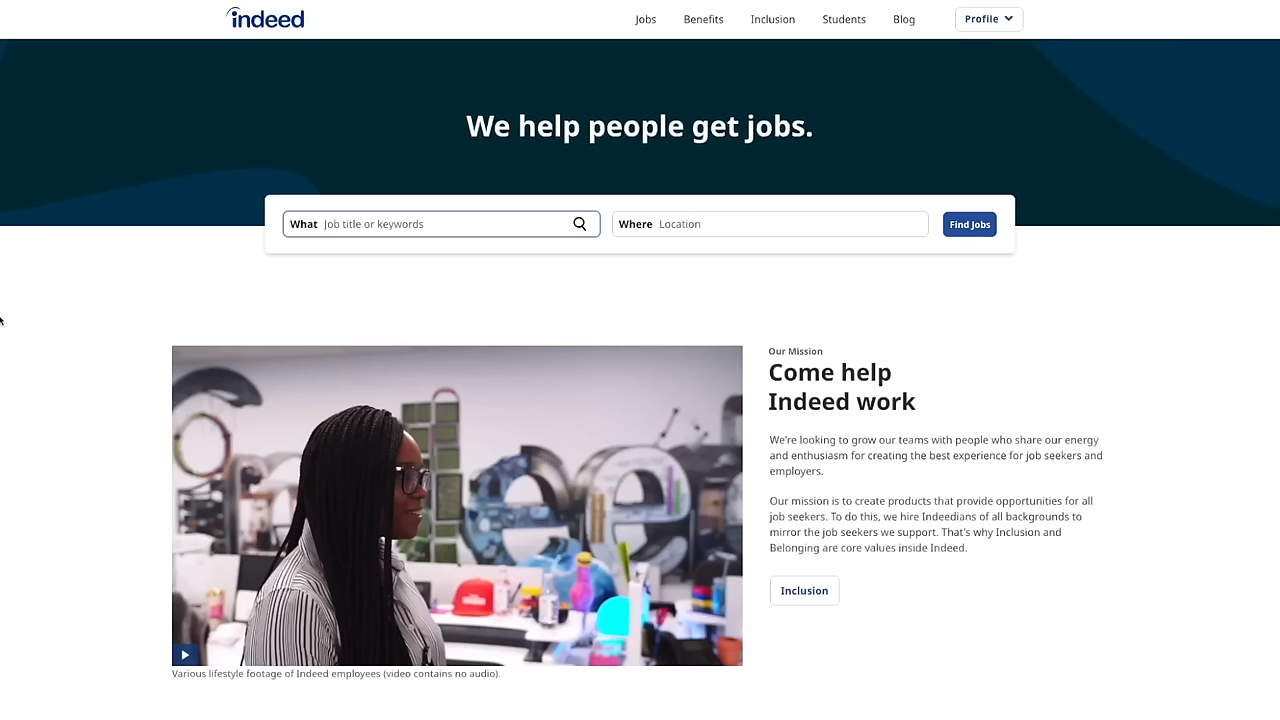 indeed
Jobs
Benefits
Inclusion
Students
Blog
Profile
We help people get jobs.
What Job title or keywords
Where Location
Find Jobs
Our Mission
Come help
Indeed work
We're looking to grow our teams with people who share our energy
and enthusiasm for creating the best experience for job seekers and
employers.
Our mission is to create products that provide opportunities for all
job seekers. To do this, we hire Indeedians of all backgrounds to
mirror the job seekers we support. That's why Inclusion and
Belonging are core values inside Indeed.
Inclusion
Various lifestyle footage of Indeed employees (video contains no audio).